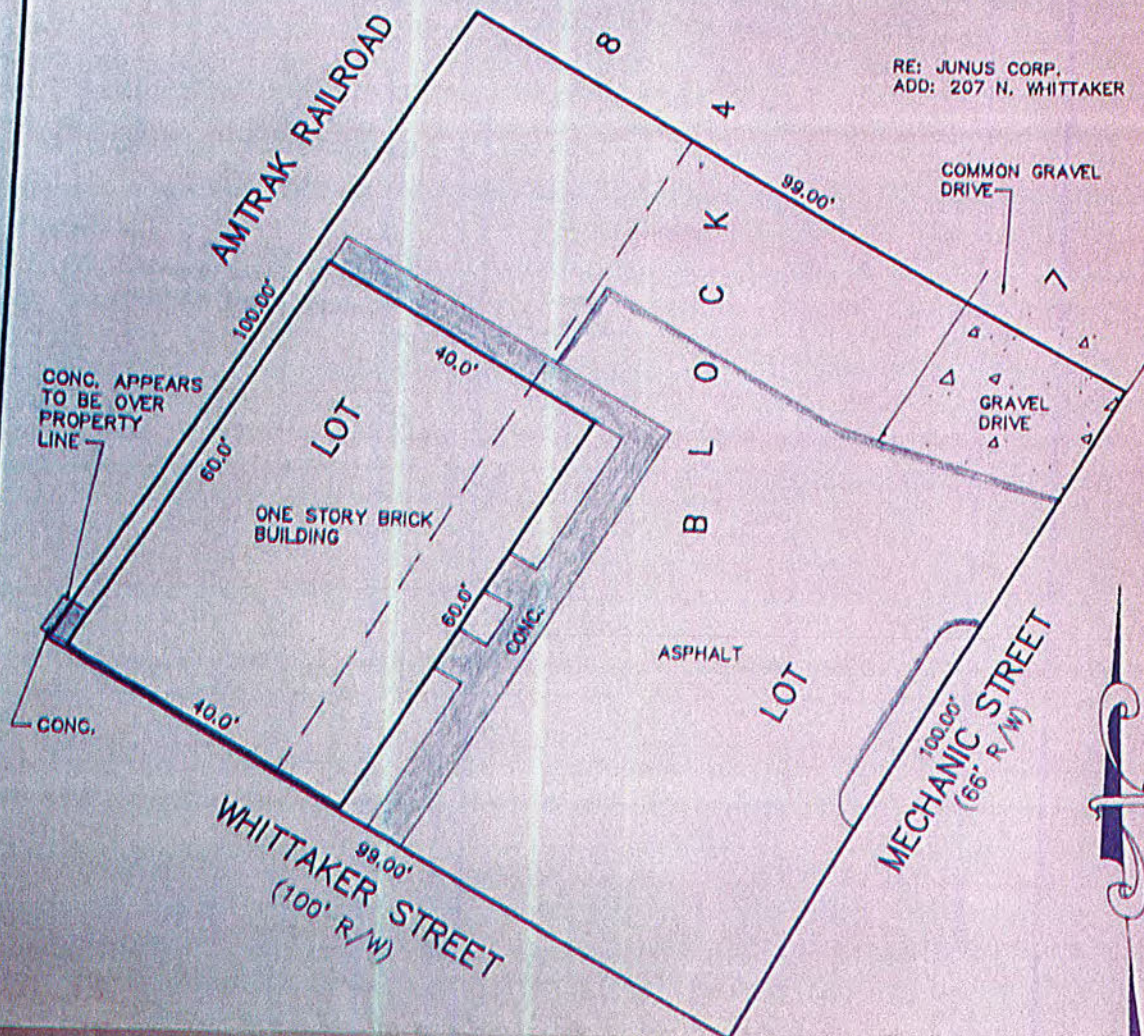 RE: JUNUS CORP.
ADD: 207 N. WHITTAKER
AMTRAK RAILROAD
8
4
99.00'
COMMON GRAVEL
DRIVE
7
100.00'
40.0'
BLOCK
GRAVEL
DRIVE
CONC. APPEARS
TO BE OVER
PROPERTY
LINE
60.0'
LOT
ONE STORY BRICK
BUILDING
60.0'
CONC.
ASPHALT
LOT
CONC.
40.0'
100.00'
MECHANIC STREET
(66' R/W)
99.00'
WHITTAKER STREET
(100' R/W)